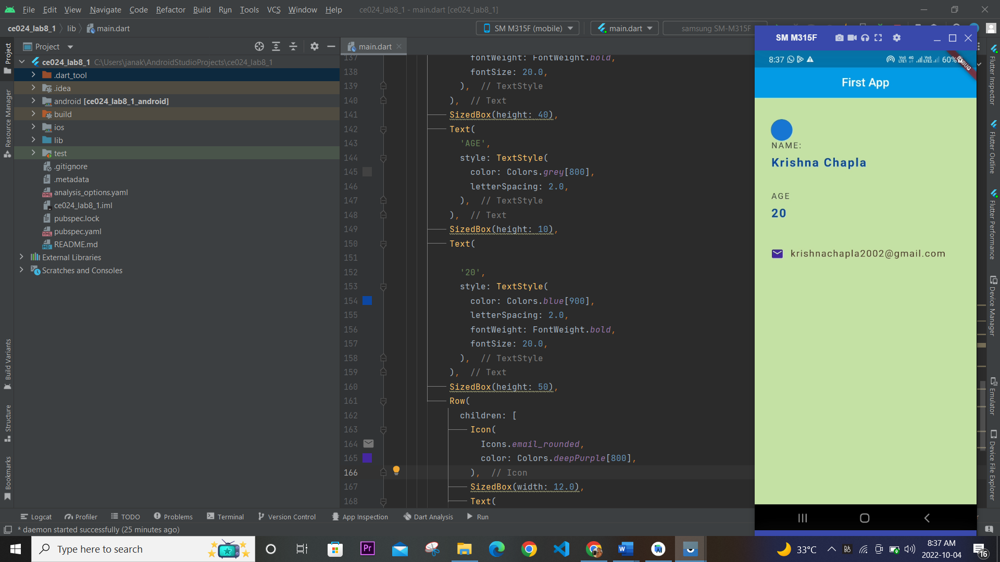 File Edit View Navigate Code Refactor Build Run Tools VCS Window Help ce024_lab8_1 - main.dart [ce024_lab8_1]
ce024_lab8_1 lib main.dart
SM M315F (mobile) main.dart samsung SM-M315F
Project
main.dart
ce024_lab8_1 C:\Users\janak\AndroidStudioProjects\ce024_lab8_1
.dart_tool
.idea
android [ce024_lab8_1_android]
build
ios
lib
test
.gitignore
.metadata
analysis_options.yaml
ce024_lab8_1.iml
pubspec.lock
pubspec.yaml
README.md
External Libraries
Scratches and Consoles
Project
Resource Manager
Build Variants
Structure
Bookmarks
137 fontWeight: FontWeight.bold,
138 fontSize: 20.0,
139 ), // TextStyle
140 ), // Text
141 SizedBox(height: 40),
142 Text(
143 'AGE',
144 style: TextStyle(
145 color: Colors.grey[800],
146 letterSpacing: 2.0,
147 ), // TextStyle
148 ), // Text
149 SizedBox(height: 10),
150 Text(
151
152 '20',
153 style: TextStyle(
154 color: Colors.blue[900],
155 letterSpacing: 2.0,
156 fontWeight: FontWeight.bold,
157 fontSize: 20.0,
158 ), // TextStyle
159 ), // Text
160 SizedBox(height: 50),
161 Row(
162 children: [
163 Icon(
164 Icons.email_rounded,
165 color: Colors.deepPurple[800],
166 ), // Icon
167 SizedBox(width: 12.0),
168 Text(
SM M315F
8:37 Vo)) LTE1 4G Vo)) LTE2 60%
DEBUG
First App
NAME:
Krishna Chapla
AGE
20
krishnachapla2002@gmail.com
Flutter Inspector
Flutter Outline
Flutter Performance
Device Manager
Emulator
Device File Explorer
Logcat Profiler TODO Problems Terminal Version Control App Inspection Dart Analysis Run
* daemon started successfully (25 minutes ago)
Type here to search
Pr
33°C
8:37 AM
2022-10-04
16